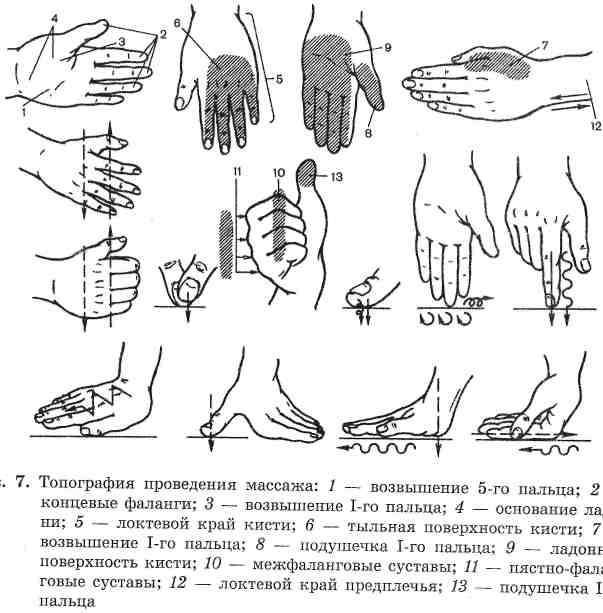 4
2
3
1
6
5
9
8
7
12
11
10
13
с. 7. Топография проведения массажа: 1 — возвышение 5-го пальца; 2
концевые фаланги; 3 — возвышение I-го пальца; 4 — основание ла
ни; 5 — локтевой край кисти; 6 — тыльная поверхность кисти; 7
возвышение I-го пальца; 8 — подушечка I-го пальца; 9 — ладонн
поверхность кисти; 10 — межфаланговые суставы; 11 — пястно-фала
говые суставы; 12 — локтевой край предплечья; 13 — подушечка I
пальца